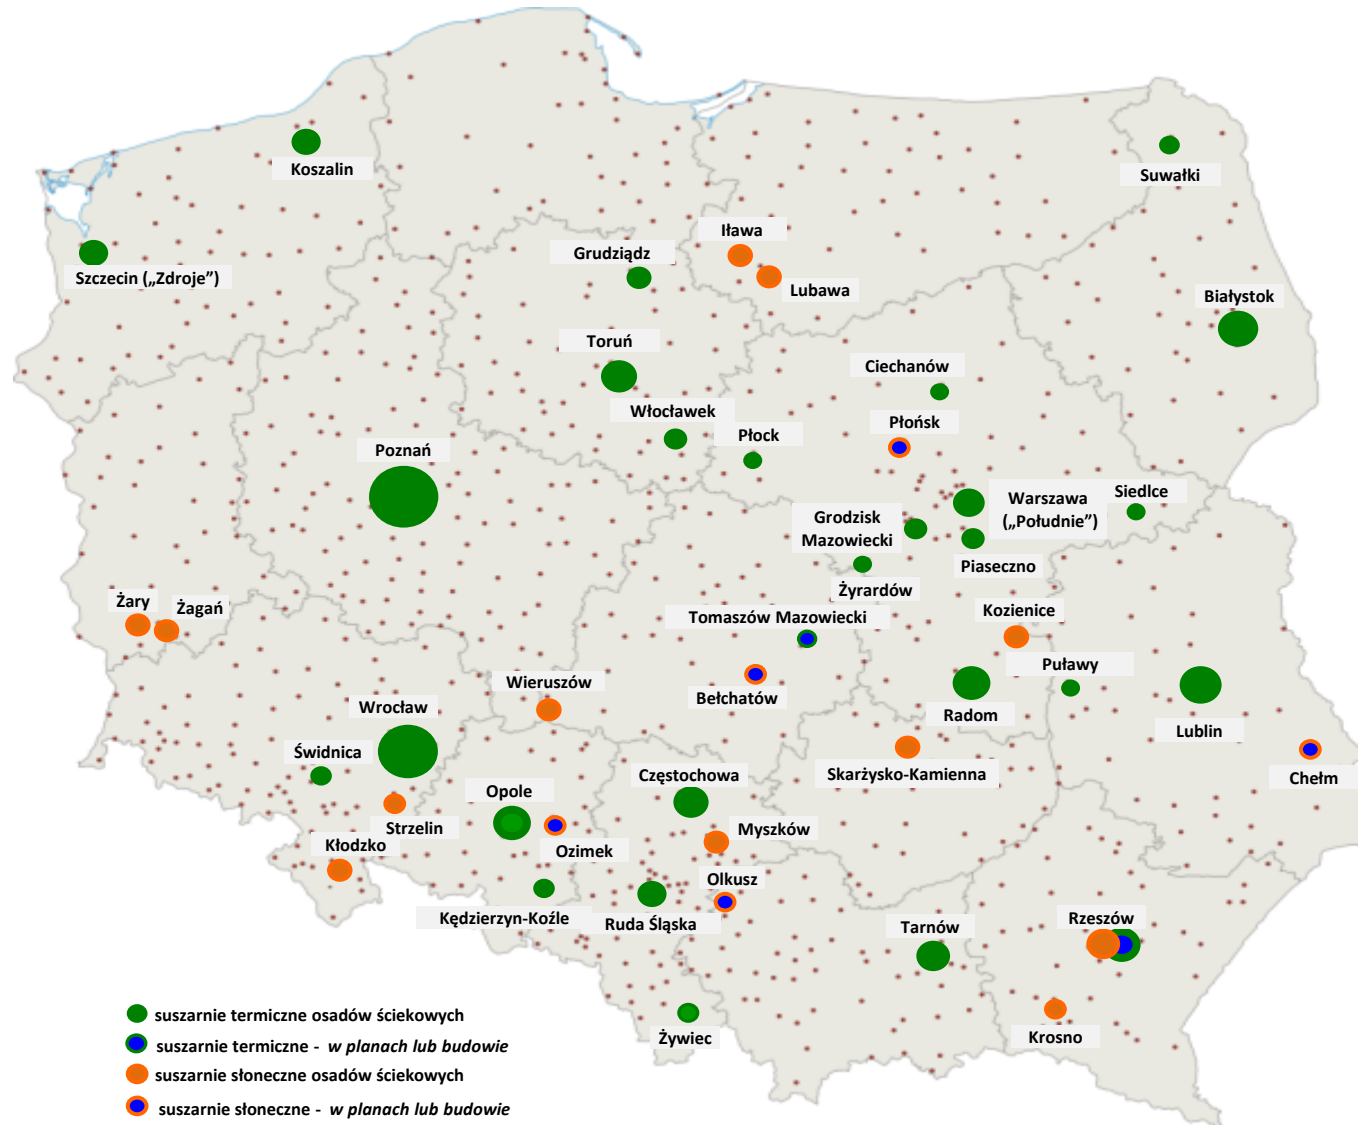 Koszalin
Suwałki
Szczecin („Zdroje”)
Grudziądz
Iława
Lubawa
Białystok
Toruń
Ciechanów
Włocławek
Płock
Płońsk
Poznań
Warszawa
(„Południe”)
Siedlce
Grodzisk
Mazowiecki
Piaseczno
Żyrardów
Żary
Żagań
Tomaszów Mazowiecki
Kozienice
Puławy
Wieruszów
Bełchatów
Radom
Lublin
Wrocław
Świdnica
Częstochowa
Skarżysko-Kamienna
Chełm
Opole
Strzelin
Myszków
Kłodzko
Ozimek
Olkusz
Kędzierzyn-Koźle
Ruda Śląska
Tarnów
Rzeszów
Żywiec
Krosno
suszarnie termiczne osadów ściekowych
suszarnie termiczne - w planach lub budowie
suszarnie słoneczne osadów ściekowych
suszarnie słoneczne - w planach lub budowie